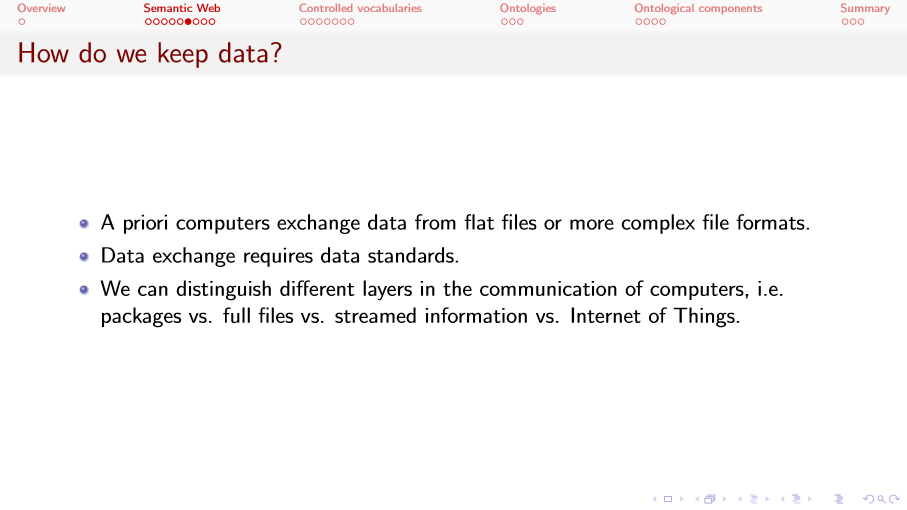 Overview Semantic Web Controlled vocabularies Ontologies Ontological components Summary
How do we keep data?
A priori computers exchange data from flat files or more complex file formats.
Data exchange requires data standards.
We can distinguish different layers in the communication of computers, i.e.
packages vs. full files vs. streamed information vs. Internet of Things.